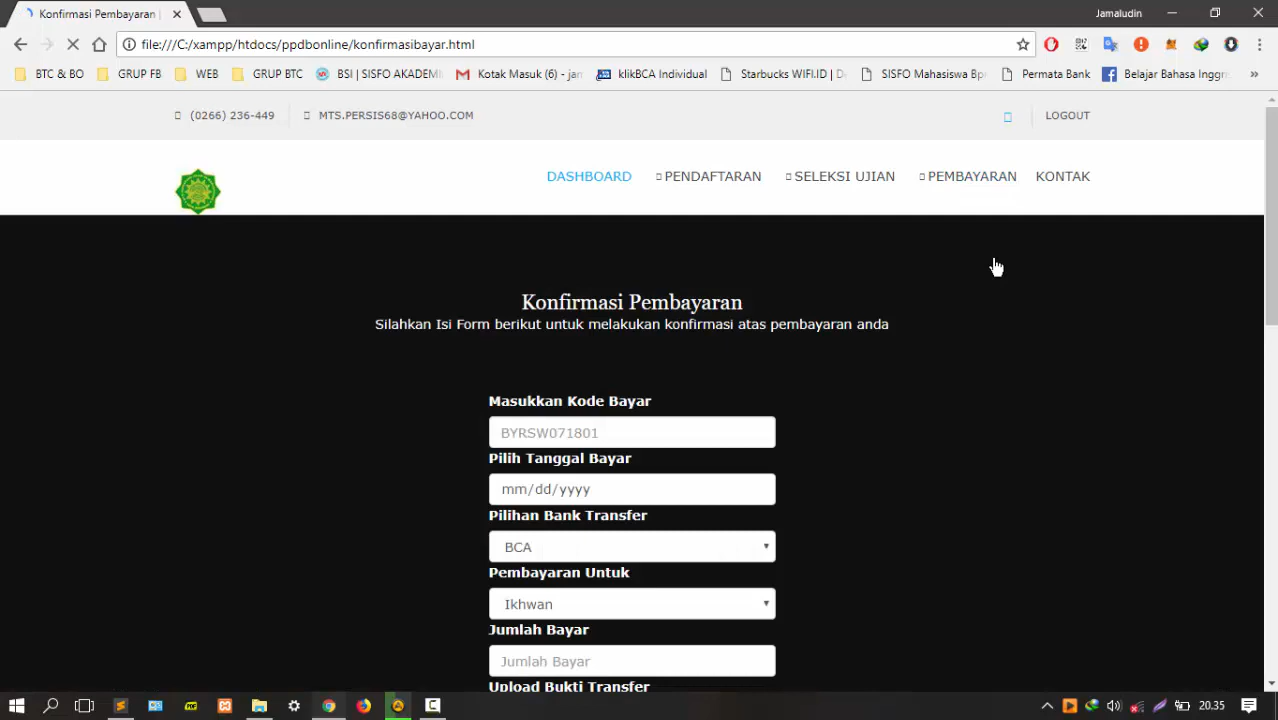 Konfirmasi Pembayaran
Jamaludin
file:///C:/xampp/htdocs/ppdbonline/konfirmasibayar.html
BTC & BO GRUP FB WEB GRUP BTC BSI | SISFO AKADEMI Kotak Masuk (6) - jam klikBCA Individual Starbucks WIFI.ID | D SISFO Mahasiswa Bpr Permata Bank Belajar Bahasa Inggr »
(0266) 236-449 MTS.PERSIS68@YAHOO.COM LOGOUT
DASHBOARD PENDAFTARAN SELEKSI UJIAN PEMBAYARAN KONTAK
Konfirmasi Pembayaran
Silahkan Isi Form berikut untuk melakukan konfirmasi atas pembayaran anda
Masukkan Kode Bayar
BYRSW071801
Pilih Tanggal Bayar
mm/dd/yyyy
Pilihan Bank Transfer
BCA
Pembayaran Untuk
Ikhwan
Jumlah Bayar
Jumlah Bayar
Upload Bukti Transfer
20.35